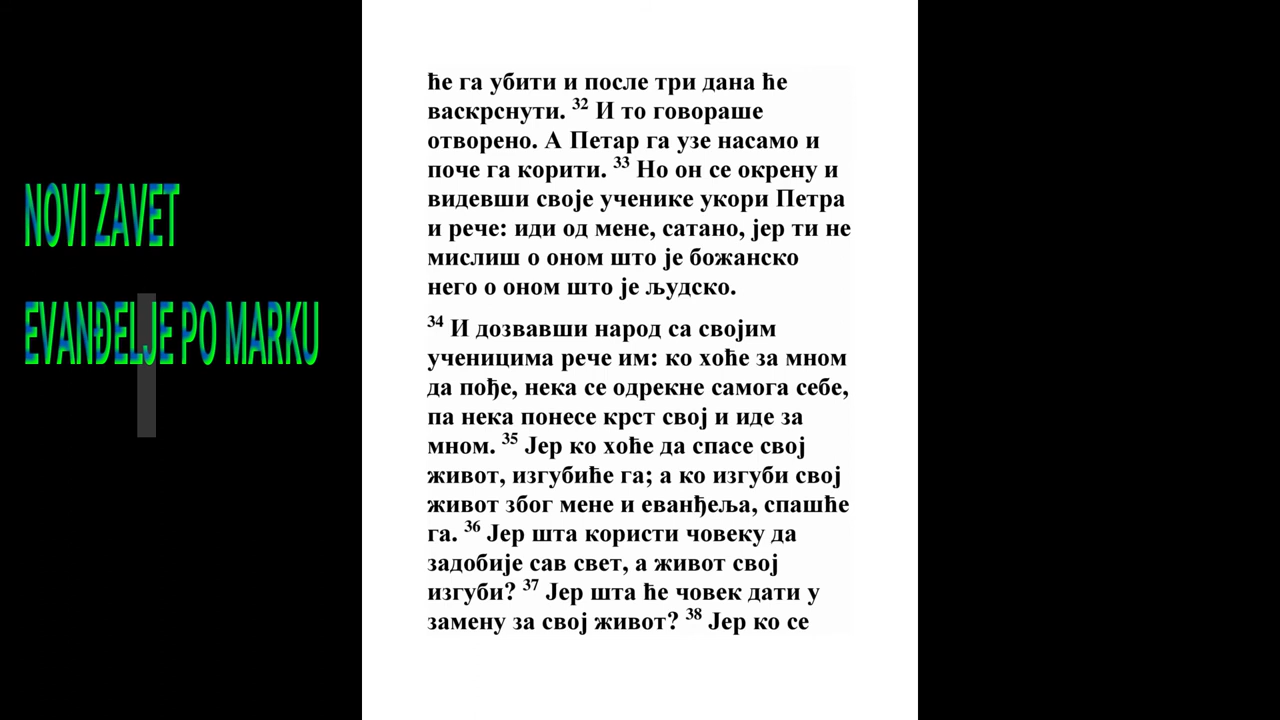 NOVI ZAVET
EVANĐELJE PO MARKU
ће га убити и после три дана ће
васкрснути. 32 И то говораше
отворено. А Петар га узе насамо и
поче га корити. 33 Но он се окрену и
видевши своје ученике укори Петра
и рече: иди од мене, сатано, јер ти не
мислиш о оном што је божанско
него о оном што је људско.
34 И дозвавши народ са својим
ученицима рече им: ко хоће за мном
да пође, нека се одрекне самога себе,
па нека понесе крст свој и иде за
мном. 35 Јер ко хоће да спасе свој
живот, изгубиће га; а ко изгуби свој
живот због мене и еванђеља, спашће
га. 36 Јер шта користи човеку да
задобије сав свет, а живот свој
изгуби? 37 Јер шта ће човек дати у
замену за свој живот? 38 Јер ко се